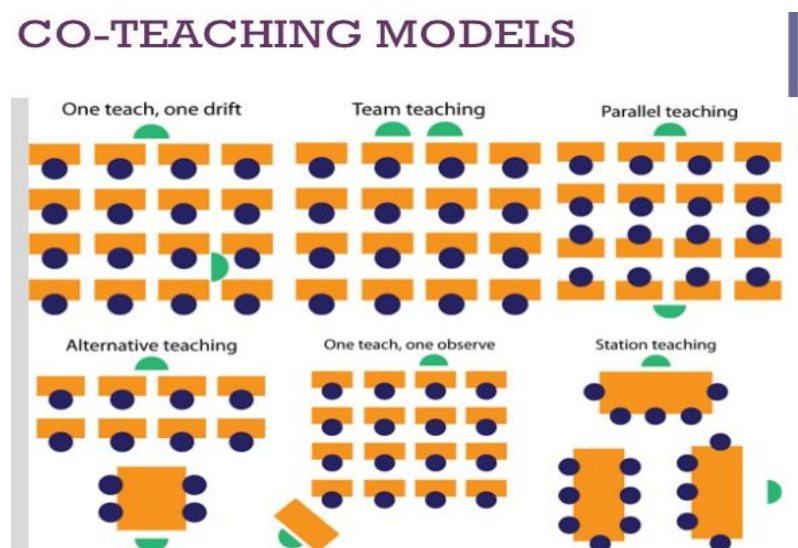 CO-TEACHING MODELS
One teach, one drift
Team teaching
Parallel teaching
Alternative teaching
One teach, one observe
Station teaching